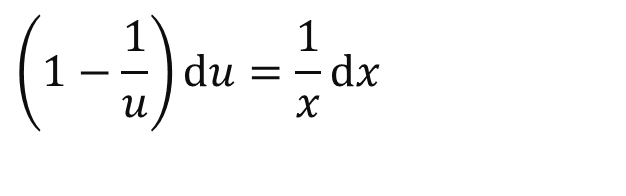 (1 − 1/u) du = 1/x dx